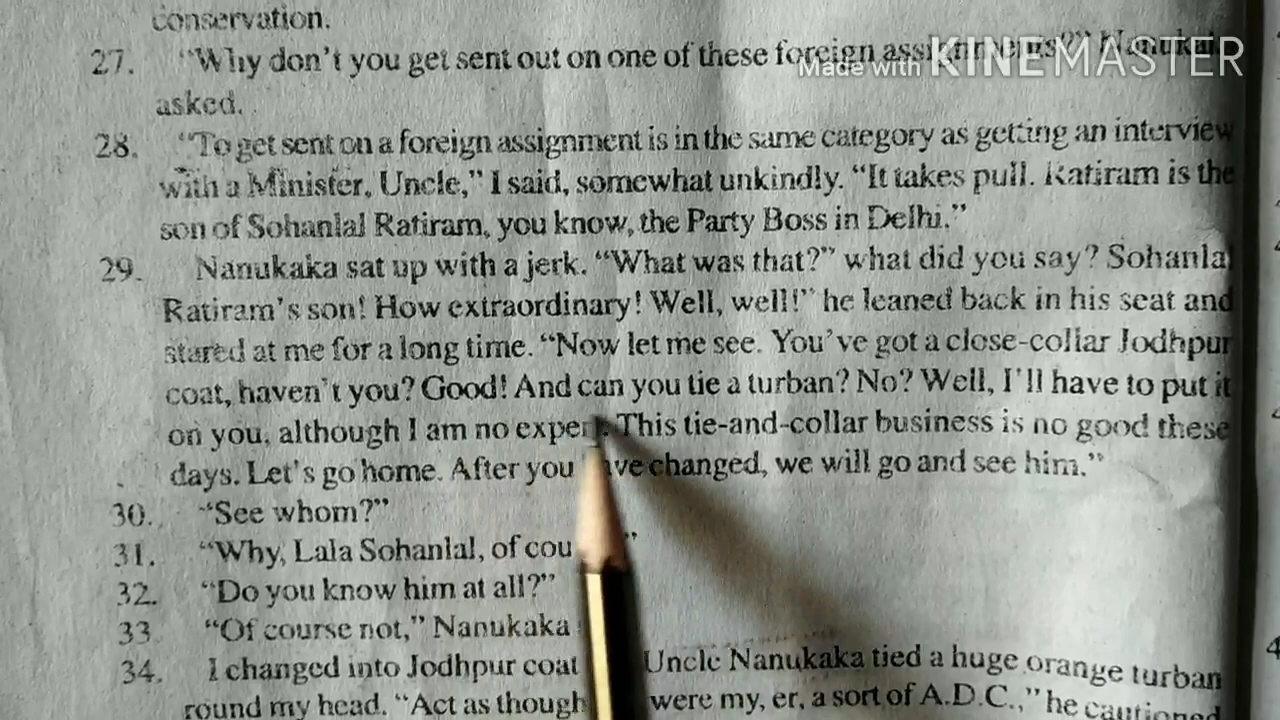 conservation.
27. "Why don't you get sent out on one of these foreign assignments?" Nanukaka
Made with KINEMASTER
asked.
28. "To get sent on a foreign assignment is in the same category as getting an interview
with a Minister, Uncle," I said, somewhat unkindly. "It takes pull. Ratiram is the
son of Sohanlal Ratiram, you know, the Party Boss in Delhi."
29. Nanukaka sat up with a jerk. "What was that?" what did you say? Sohanlal
Ratiram's son! How extraordinary! Well, well!" he leaned back in his seat and
stared at me for a long time. "Now let me see. You've got a close-collar Jodhpur
coat, haven't you? Good! And can you tie a turban? No? Well, I'll have to put it
on you, although I am no expert. This tie-and-collar business is no good these
days. Let's go home. After you have changed, we will go and see him."
30. "See whom?"
31. "Why, Lala Sohanlal, of cou
32. "Do you know him at all?"
33 "Of course not," Nanukaka
34. I changed into Jodhpur coat Uncle Nanukaka tied a huge orange turban
round my head. "Act as though were my, er, a sort of A.D.C.," he cautioned
4